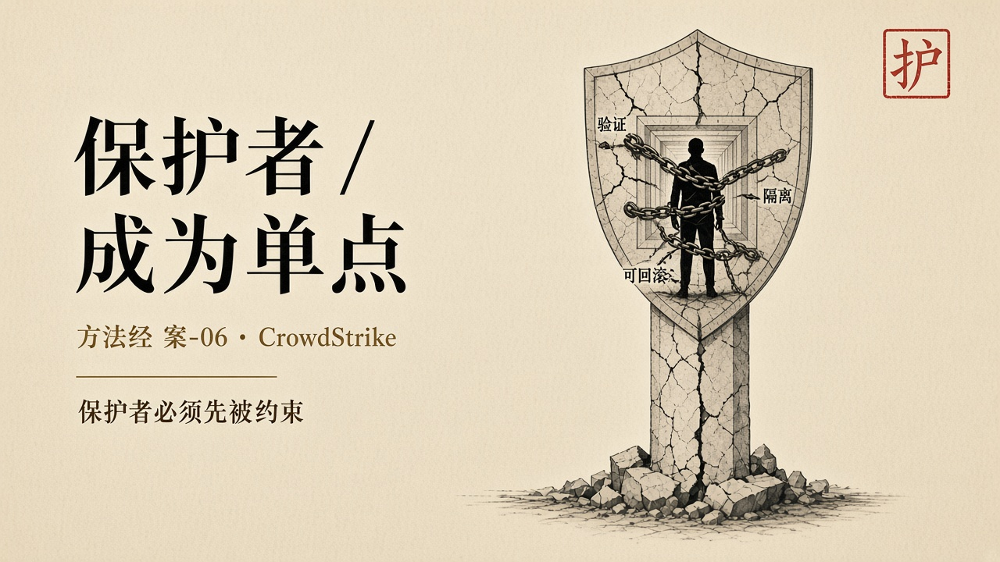 保护者/
成为单点
方法经 案-06·CrowdStrike
保护者必须先被约束
验证
隔离
可回滚
护